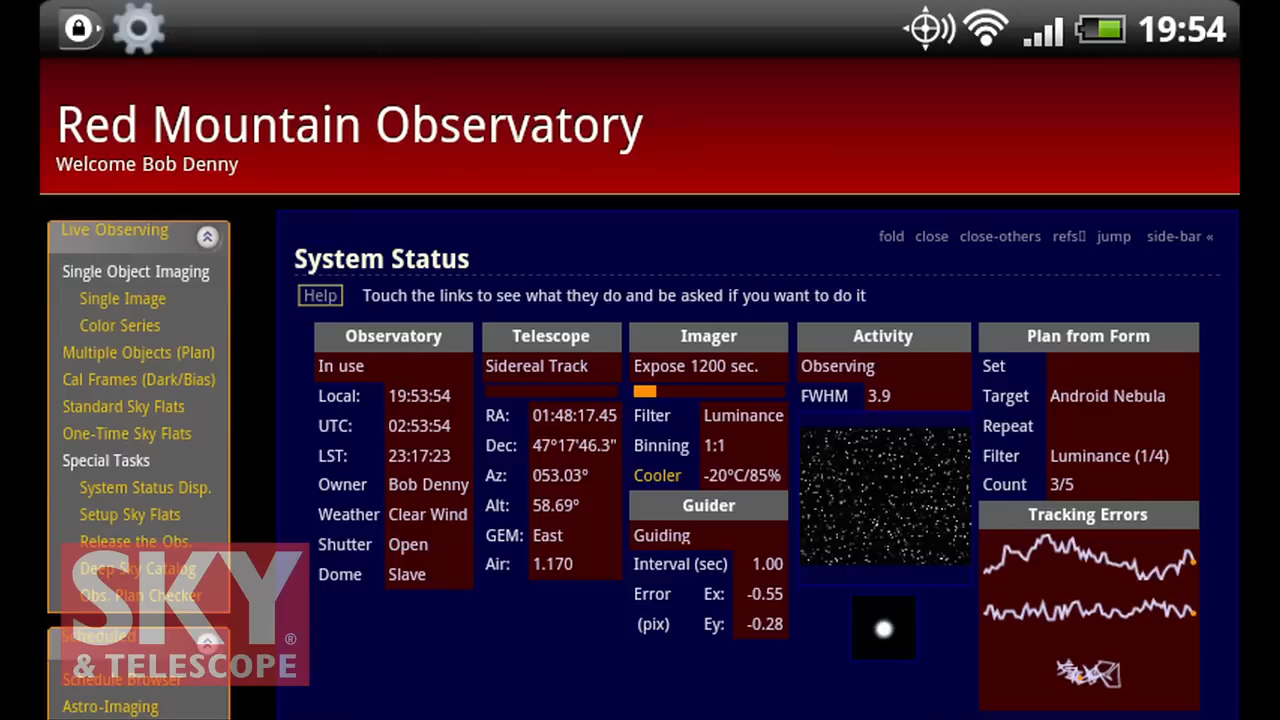 19:54
Red Mountain Observatory
Welcome Bob Denny
Live Observing
Single Object Imaging
Single Image
Color Series
Multiple Objects (Plan)
Cal Frames (Dark/Bias)
Standard Sky Flats
One-Time Sky Flats
Special Tasks
System Status Disp.
Setup Sky Flats
Release the Obs.
Deep Sky Catalog
Obs. Plan Checker
Scheduled
Schedule Browser
Astro-Imaging
SKY®
& TELESCOPE
fold close close-others refs jump side-bar «
System Status
Help Touch the links to see what they do and be asked if you want to do it
Observatory
In use
Local: 19:53:54
UTC: 02:53:54
LST: 23:17:23
Owner Bob Denny
Weather Clear Wind
Shutter Open
Dome Slave
Telescope
Sidereal Track
RA: 01:48:17.45
Dec: 47°17'46.3"
Az: 053.03°
Alt: 58.69°
GEM: East
Air: 1.170
Imager
Expose 1200 sec.
Filter Luminance
Binning 1:1
Cooler -20°C/85%
Guider
Guiding
Interval (sec) 1.00
Error Ex: -0.55
(pix) Ey: -0.28
Activity
Observing
FWHM 3.9
Plan from Form
Set
Target Android Nebula
Repeat
Filter Luminance (1/4)
Count 3/5
Tracking Errors